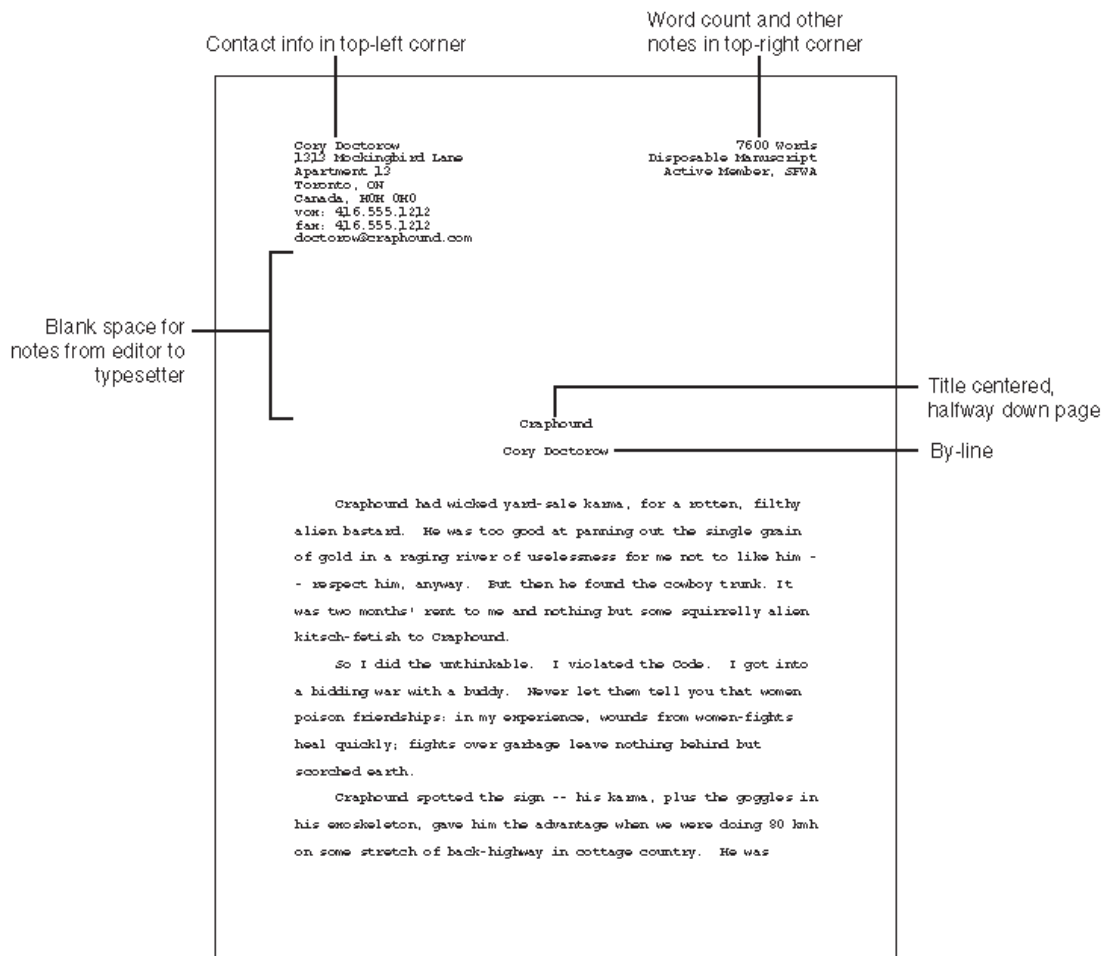 Contact info in top-left corner
Word count and other
notes in top-right corner
Cory Doctorow
1313 Mockingbird Lane
Apartment 13
Toronto, ON
Canada, H0H 0H0
vox: 416.555.1212
fax: 416.555.1212
doctorow@craphound.com
7600 Words
Disposable Manuscript
Active Member, SFWA
Blank space for
notes from editor to
typesetter
Title centered,
halfway down page
Craphound
By-line
Cory Doctorow
Craphound had wicked yard-sale karma, for a rotten, filthy
alien bastard.  He was too good at panning out the single grain
of gold in a raging river of uselessness for me not to like him -
- respect him, anyway.  But then he found the cowboy trunk. It
was two months' rent to me and nothing but some squirrelly alien
kitsch-fetish to Craphound.
So I did the unthinkable.  I violated the Code.  I got into
a bidding war with a buddy.  Never let them tell you that women
poison friendships: in my experience, wounds from women-fights
heal quickly; fights over garbage leave nothing behind but
scorched earth.
Craphound spotted the sign -- his karma, plus the goggles in
his exoskeleton, gave him the advantage when we were doing 80 kmh
on some stretch of back-highway in cottage country.  He was